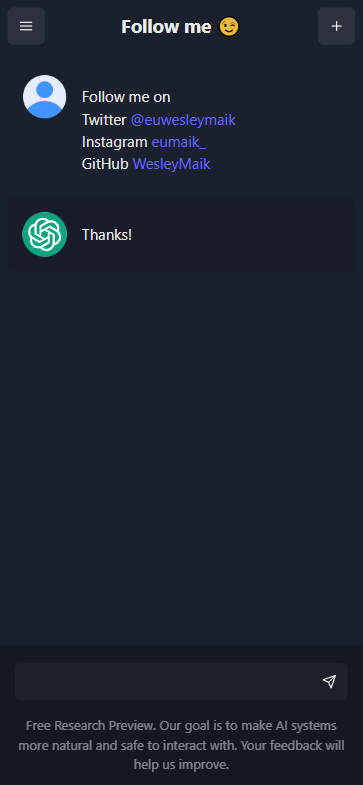 Follow me 😉
Follow me on
Twitter @euwesleymaik
Instagram eumaik_
GitHub WesleyMaik
Thanks!
Free Research Preview. Our goal is to make AI systems
more natural and safe to interact with. Your feedback will
help us improve.